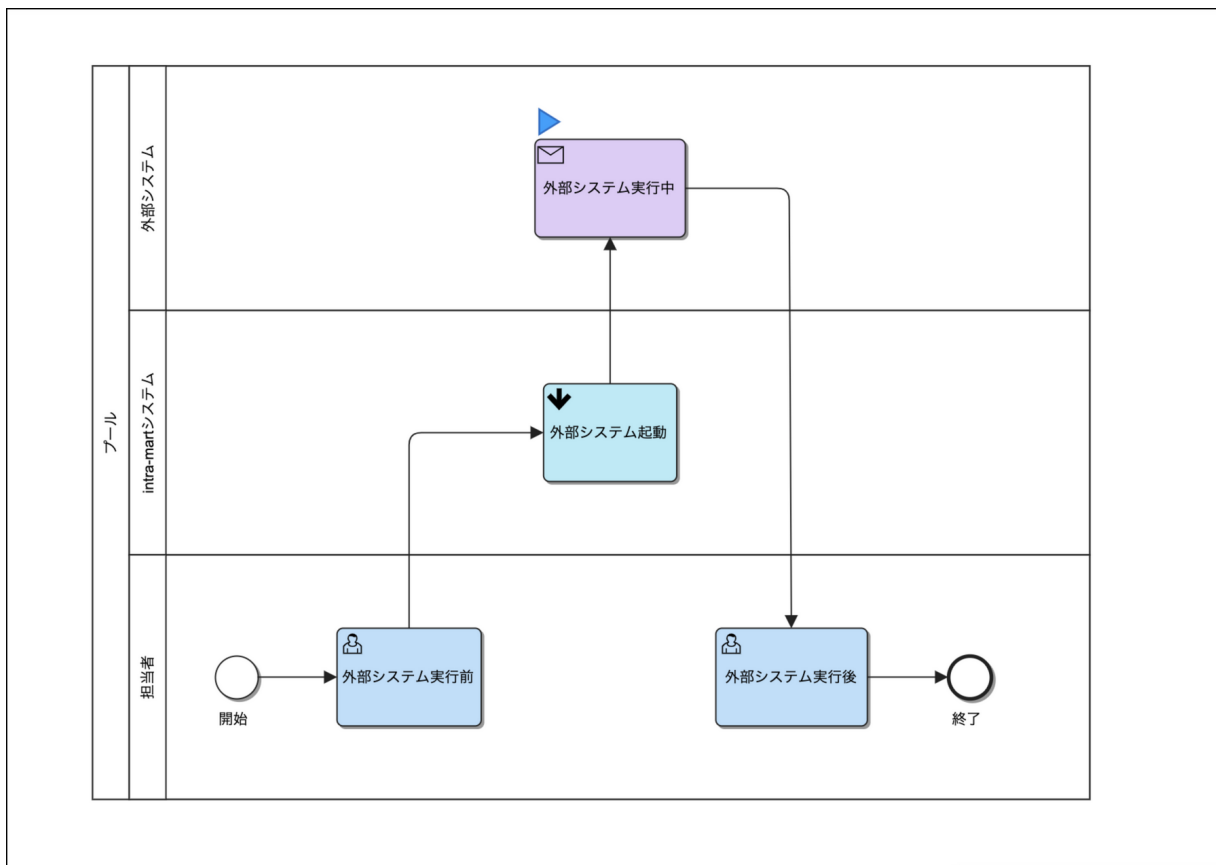 プール
外部システム
外部システム実行中
intra-martシステム
外部システム起動
担当者
開始
外部システム実行前
外部システム実行後
終了